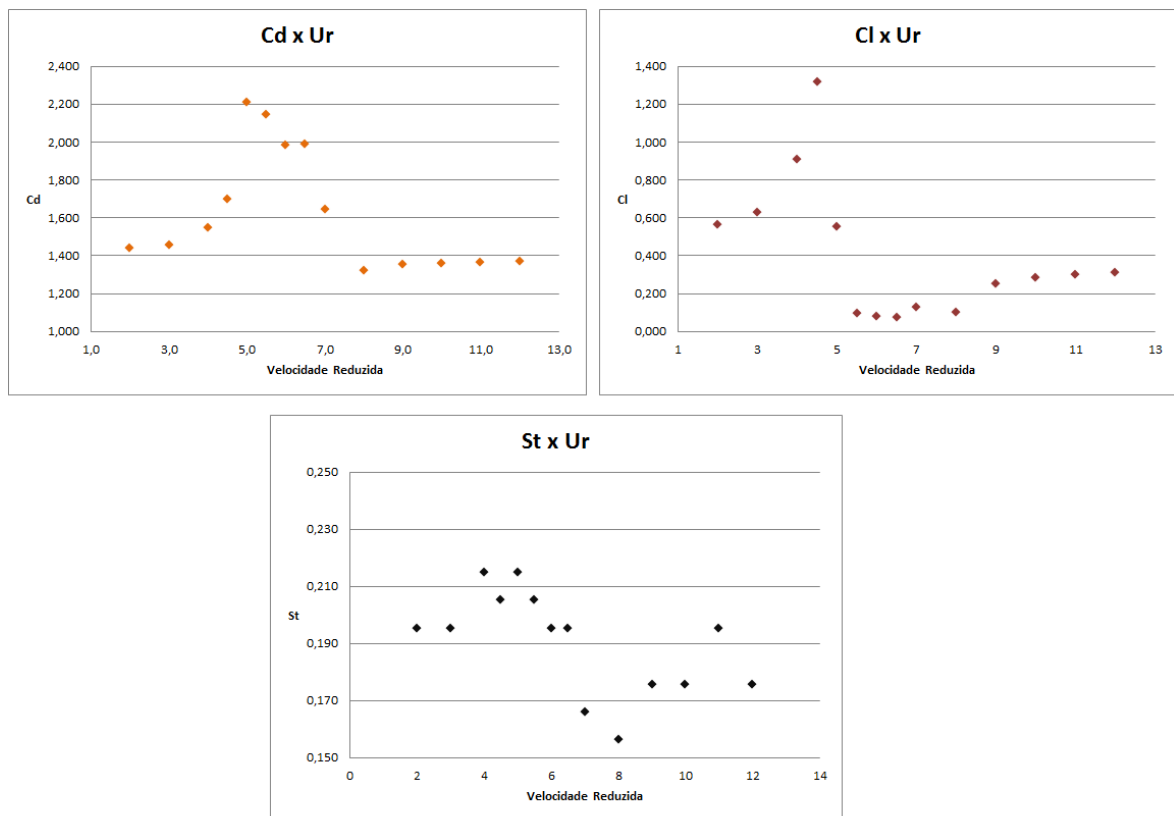 Cd x Ur
2,400
2,200
2,000
1,800
Cd
1,600
1,400
1,200
1,000
1,0 3,0 5,0 7,0 9,0 11,0 13,0
Velocidade Reduzida
Cl x Ur
1,400
1,200
1,000
0,800
Cl
0,600
0,400
0,200
0,000
1 3 5 7 9 11 13
Velocidade Reduzida
St x Ur
0,250
0,230
0,210
St
0,190
0,170
0,150
0 2 4 6 8 10 12 14
Velocidade Reduzida